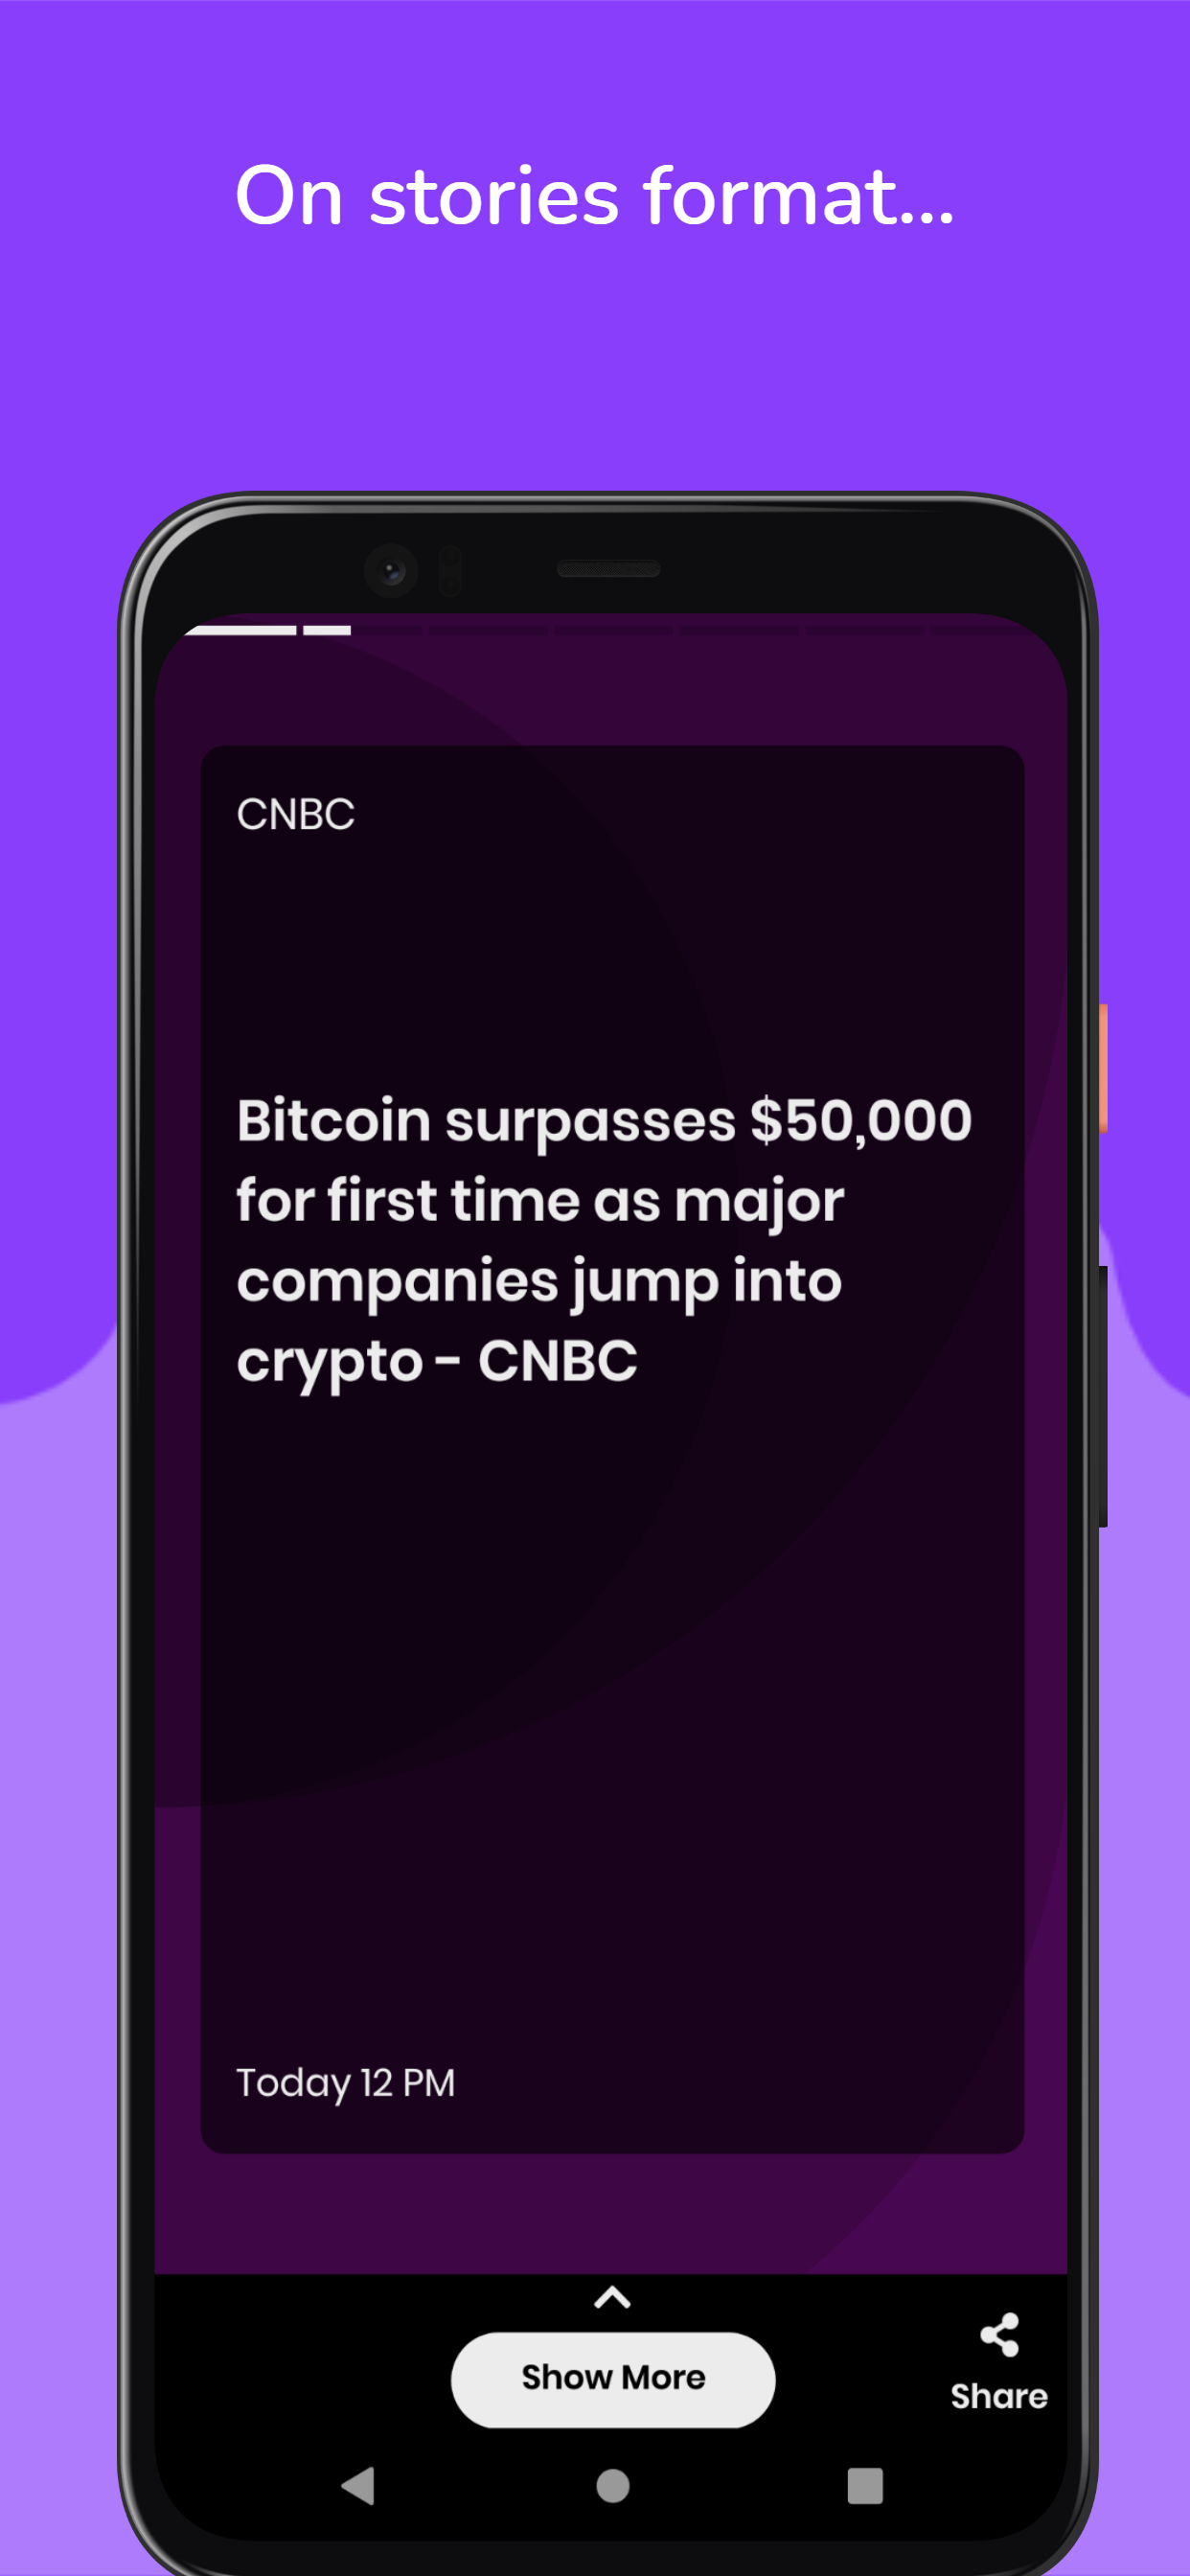 On stories format...
CNBC
Bitcoin surpasses $50,000
for first time as major
companies jump into
crypto - CNBC
Today 12 PM
Show More
Share